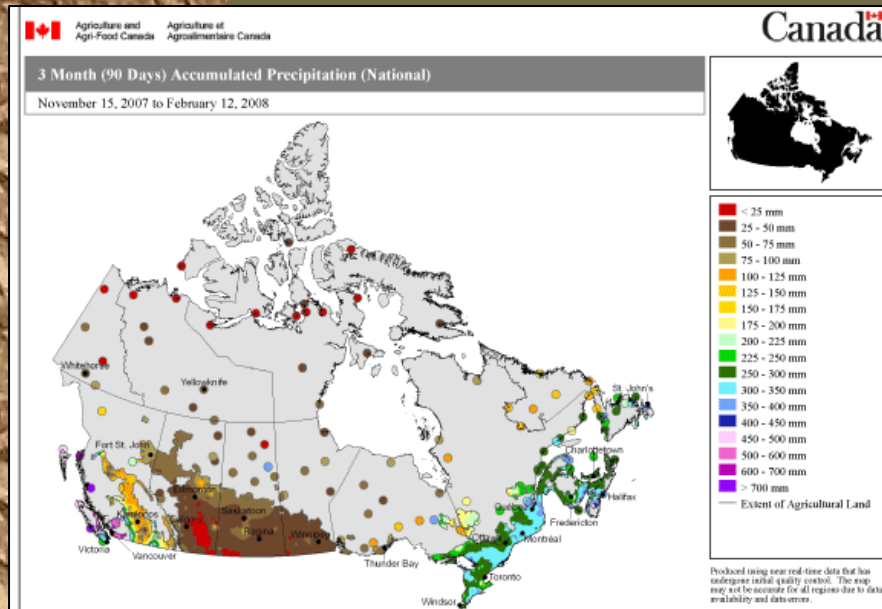 Agriculture and
Agri-Food Canada
Agriculture et
Agroalimentaire Canada
Canada
3 Month (90 Days) Accumulated Precipitation (National)
November 15, 2007 to February 12, 2008
< 25 mm
25 - 50 mm
50 - 75 mm
75 - 100 mm
100 - 125 mm
125 - 150 mm
150 - 175 mm
175 - 200 mm
200 - 225 mm
225 - 250 mm
250 - 300 mm
300 - 350 mm
350 - 400 mm
400 - 450 mm
450 - 500 mm
500 - 600 mm
600 - 700 mm
> 700 mm
Extent of Agricultural Land
Whitehorse
Yellowknife
St. John's
Fort St. John
Charlottetown
Edmonton
Saskatoon
Québec
Halifax
Kamloops
Calgary
Regina
Winnipeg
Fredericton
Ottawa
Montréal
Victoria
Vancouver
Thunder Bay
Toronto
Windsor
Produced using near real-time data that has
undergone initial quality control. The map
may not be accurate for all regions due to data
availability and data errors.